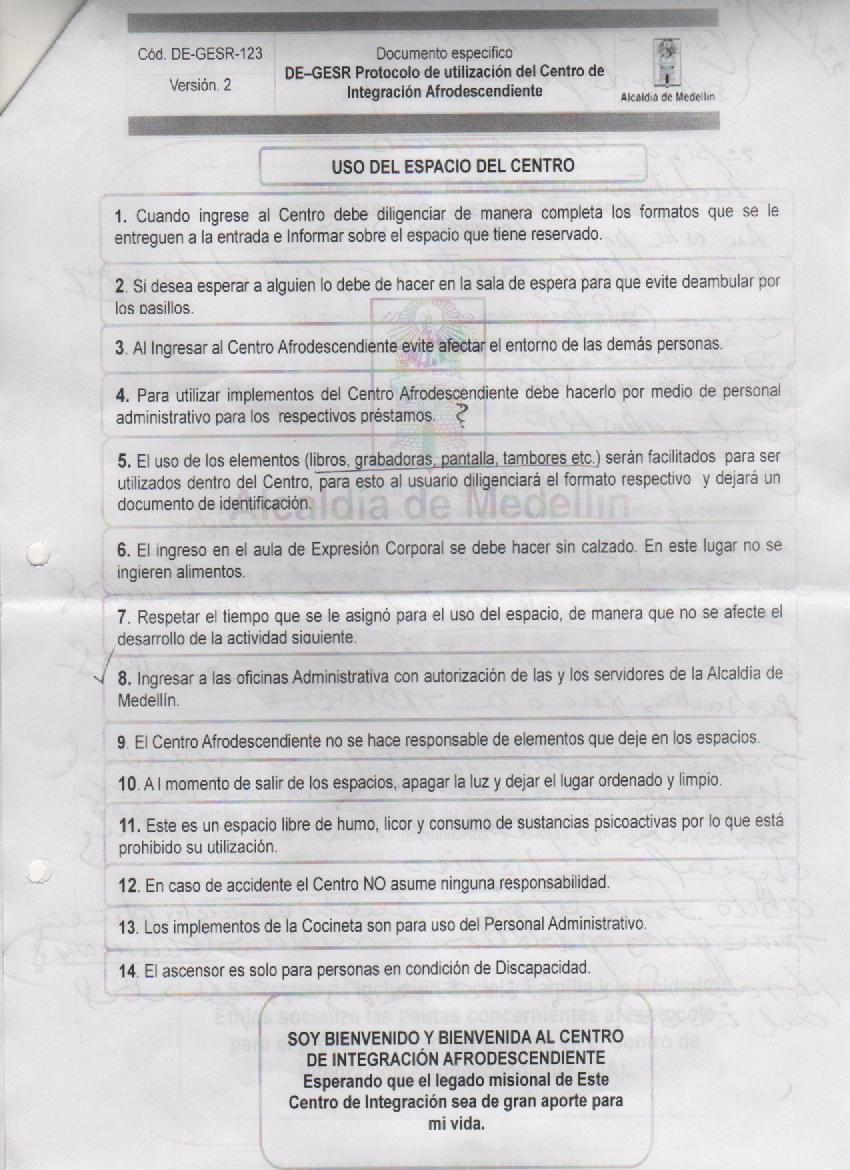 Cód. DE-GESR-123
Versión. 2
Documento especifico
DE–GESR Protocolo de utilización del Centro de
Integración Afrodescendiente
Alcaldía de Medellín
USO DEL ESPACIO DEL CENTRO
1. Cuando ingrese al Centro debe diligenciar de manera completa los formatos que se le
entreguen a la entrada e Informar sobre el espacio que tiene reservado.
2. Si desea esperar a alguien lo debe de hacer en la sala de espera para que evite deambular por
los pasillos.
3. Al Ingresar al Centro Afrodescendiente evite afectar el entorno de las demás personas.
4. Para utilizar implementos del Centro Afrodescendiente debe hacerlo por medio de personal
administrativo para los respectivos préstamos. ?
5. El uso de los elementos (libros, grabadoras, pantalla, tambores etc.) serán facilitados para ser
utilizados dentro del Centro, para esto al usuario diligenciará el formato respectivo y dejará un
documento de identificación.
Alcaldía de Medellín
6. El ingreso en el aula de Expresión Corporal se debe hacer sin calzado. En este lugar no se
ingieren alimentos.
7. Respetar el tiempo que se le asignó para el uso del espacio, de manera que no se afecte el
desarrollo de la actividad siguiente.
8. Ingresar a las oficinas Administrativa con autorización de las y los servidores de la Alcaldía de
Medellín.
9. El Centro Afrodescendiente no se hace responsable de elementos que deje en los espacios.
10. A l momento de salir de los espacios, apagar la luz y dejar el lugar ordenado y limpio.
11. Este es un espacio libre de humo, licor y consumo de sustancias psicoactivas por lo que está
prohibido su utilización.
12. En caso de accidente el Centro NO asume ninguna responsabilidad.
13. Los implementos de la Cocineta son para uso del Personal Administrativo.
14. El ascensor es solo para personas en condición de Discapacidad.
SOY BIENVENIDO Y BIENVENIDA AL CENTRO
DE INTEGRACIÓN AFRODESCENDIENTE
Esperando que el legado misional de Este
Centro de Integración sea de gran aporte para
mi vida.